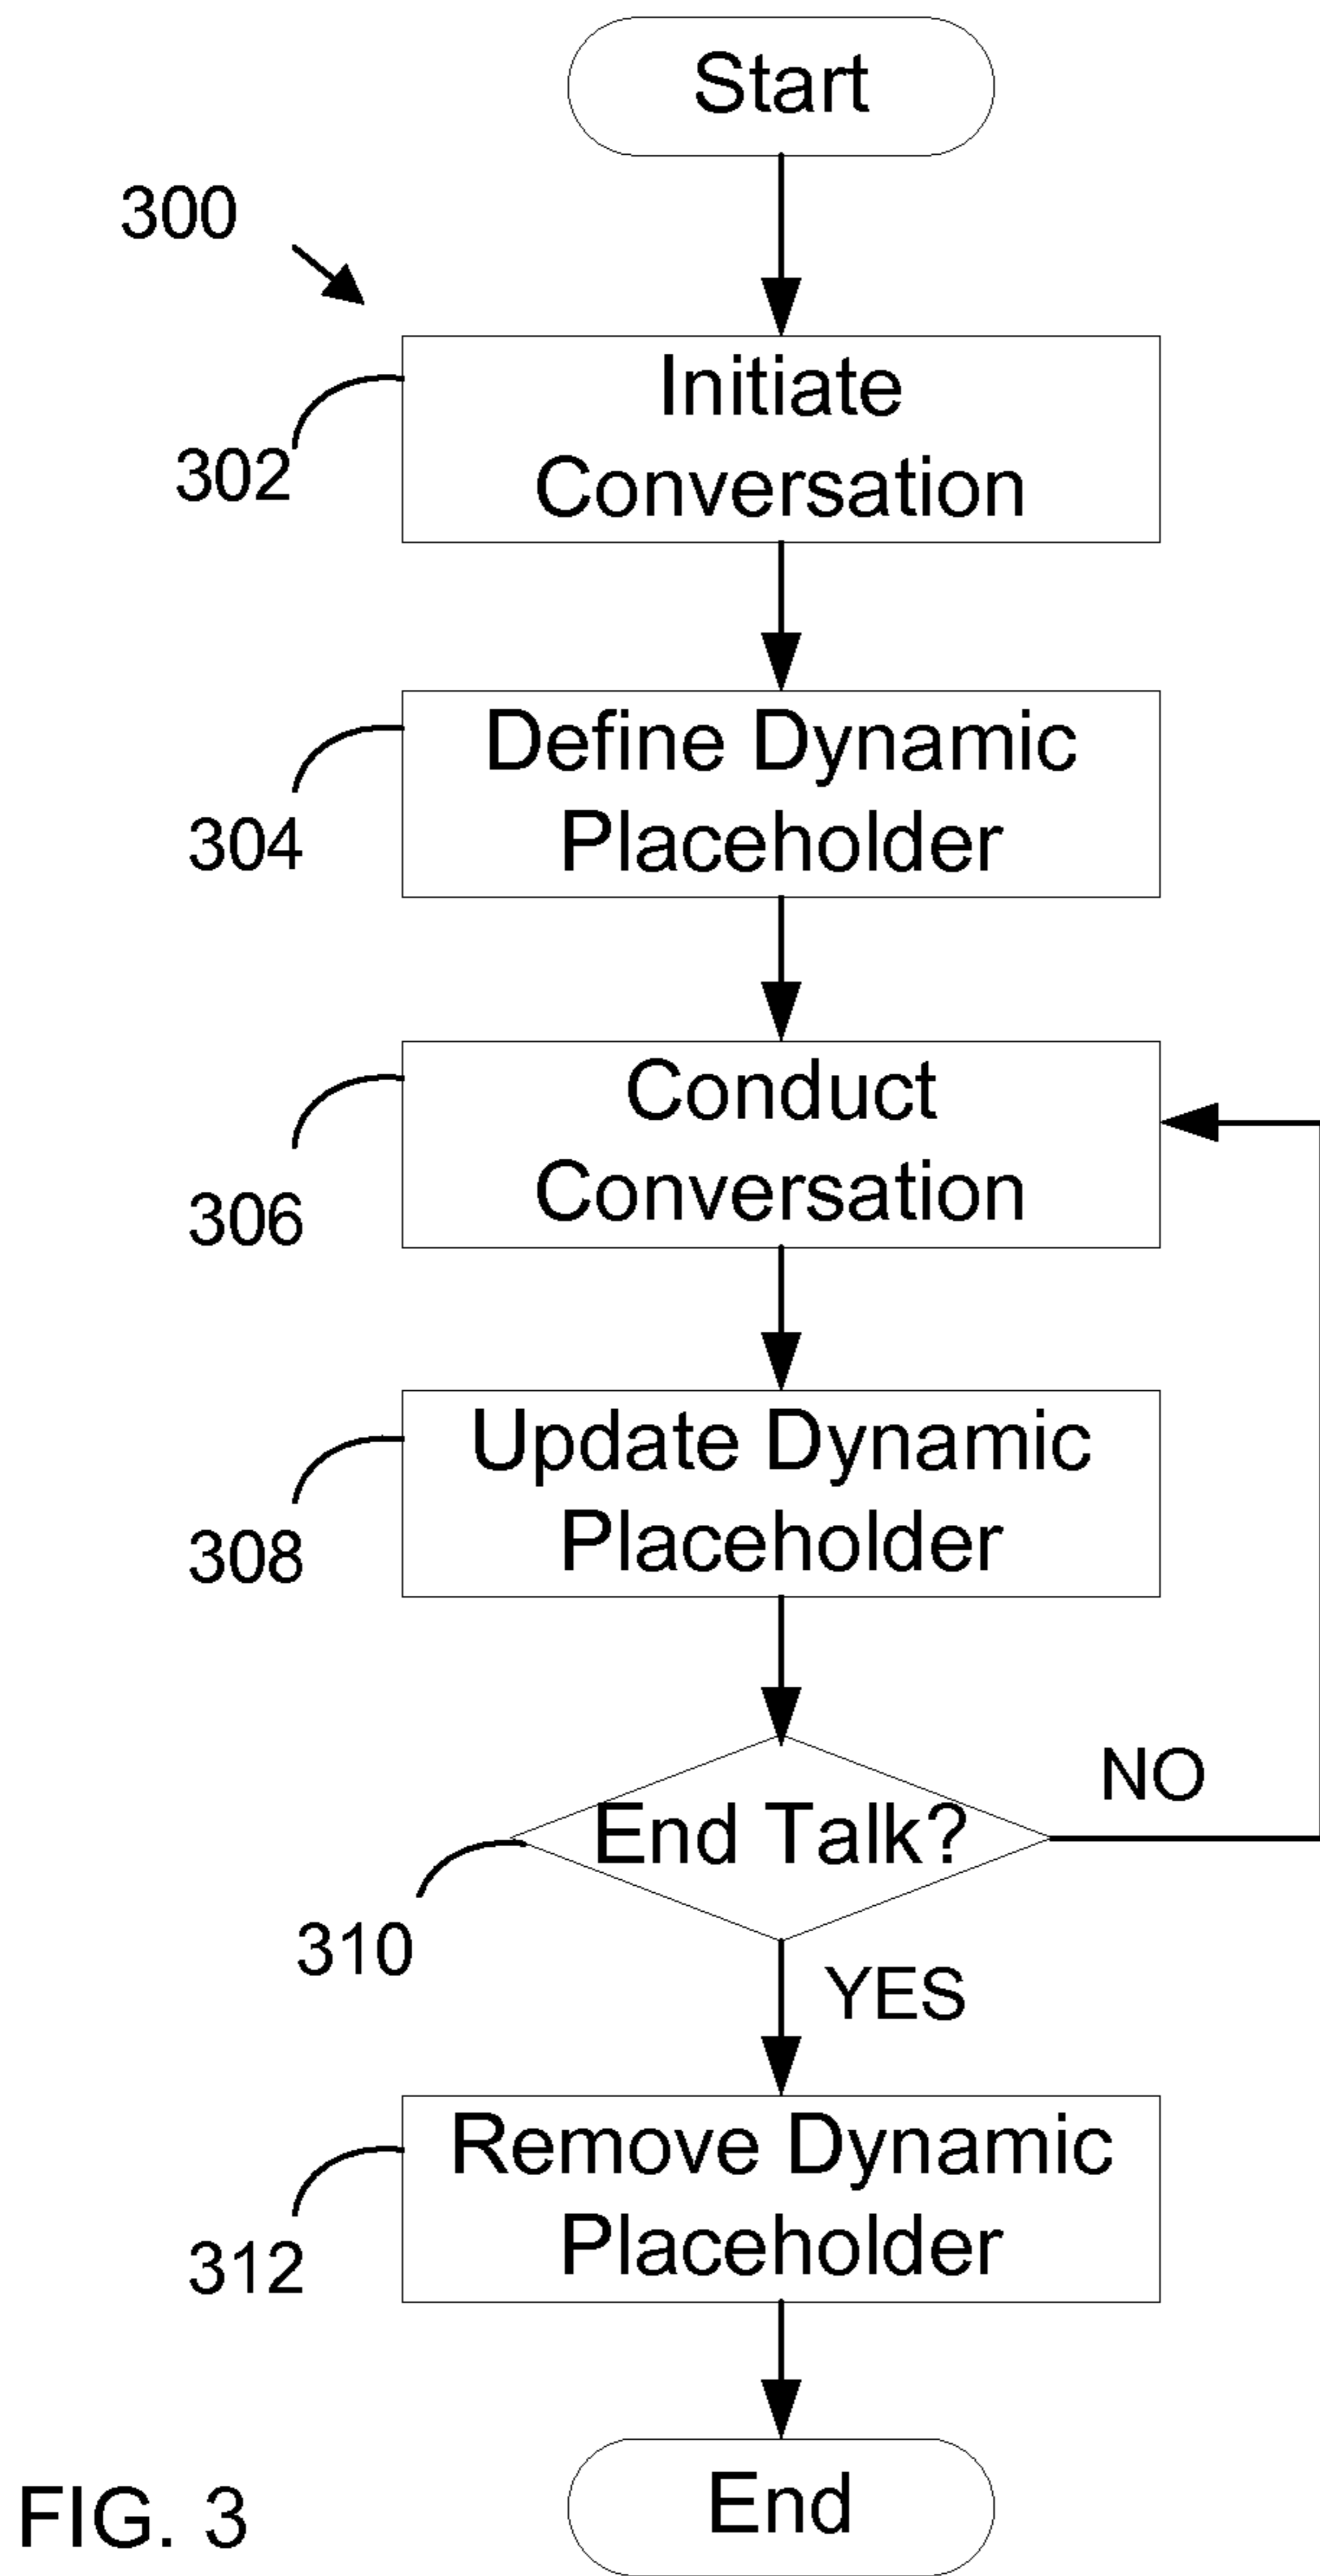 Start
300
Initiate
Conversation
302
Define Dynamic
Placeholder
304
Conduct
Conversation
306
Update Dynamic
Placeholder
308
End Talk?
NO
310
YES
Remove Dynamic
Placeholder
312
End
FIG. 3